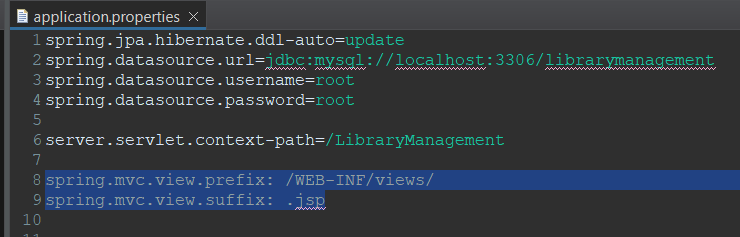 application.properties
1 spring.jpa.hibernate.ddl-auto=update
2 spring.datasource.url=jdbc:mysql://localhost:3306/librarymanagement
3 spring.datasource.username=root
4 spring.datasource.password=root
5
6 server.servlet.context-path=/LibraryManagement
7
8 spring.mvc.view.prefix: /WEB-INF/views/
9 spring.mvc.view.suffix: .jsp
10
11